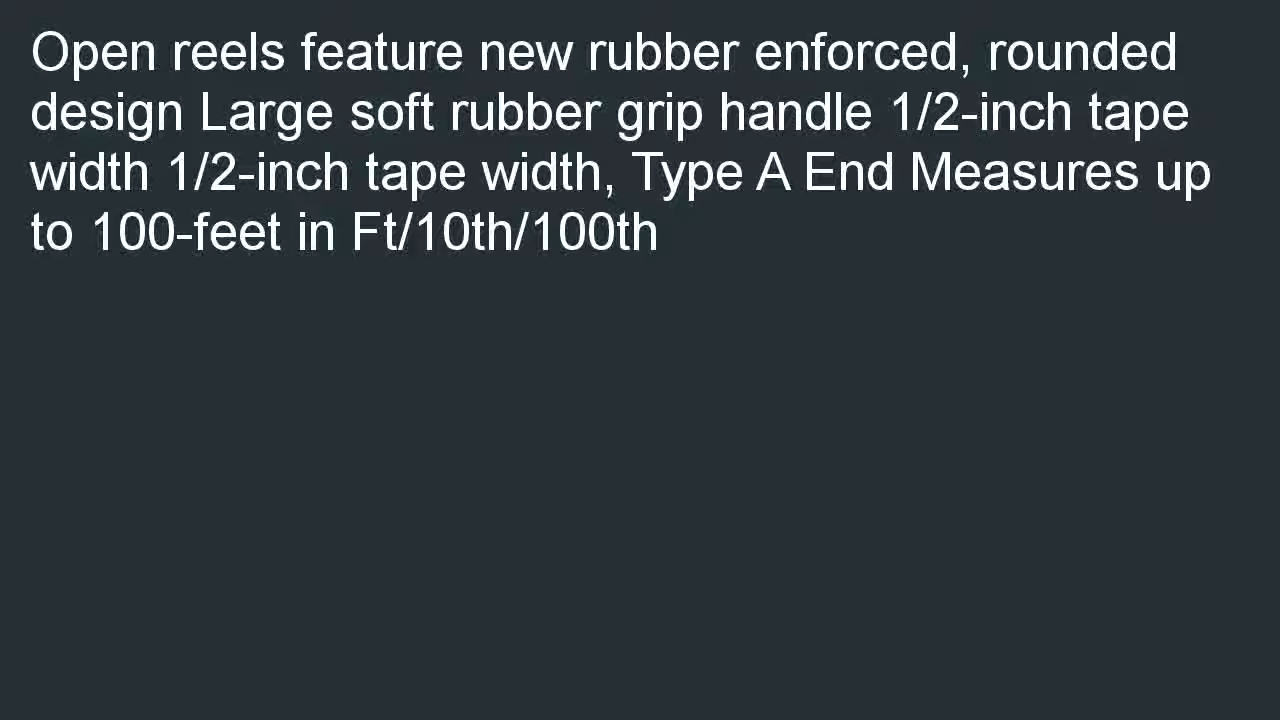 Open reels feature new rubber enforced, rounded
design Large soft rubber grip handle 1/2-inch tape
width 1/2-inch tape width, Type A End Measures up
to 100-feet in Ft/10th/100th